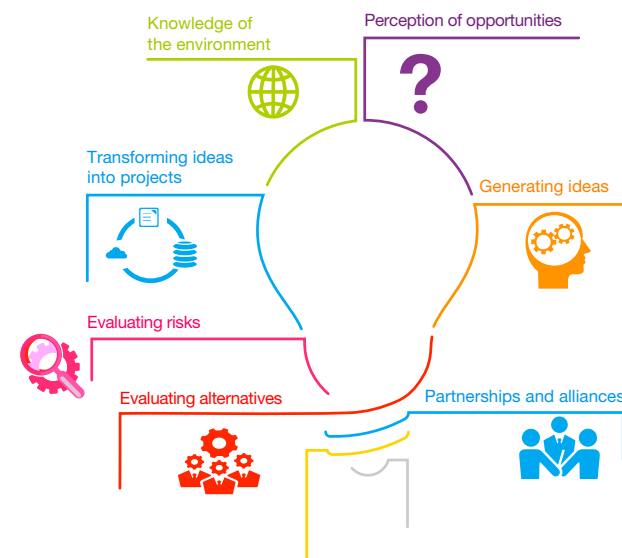 Knowledge of
the environment
Perception of opportunities
Transforming ideas
into projects
Generating ideas
Evaluating risks
Evaluating alternatives
Partnerships and alliances